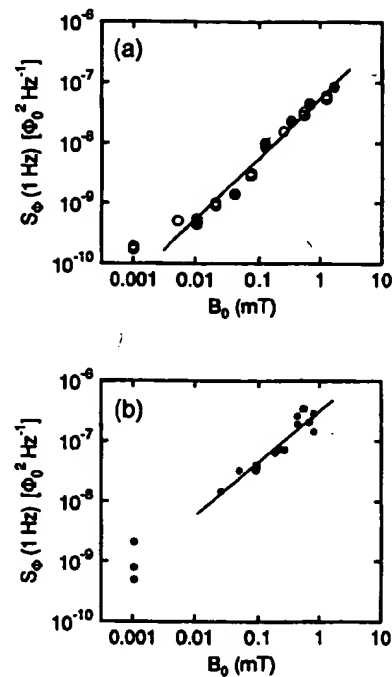 (a)
10⁻⁶
10⁻⁷
10⁻⁸
10⁻⁹
10⁻¹⁰
S_Φ (1 Hz) [Φ₀² Hz⁻¹]
0.001 0.01 0.1 1 10
B₀ (mT)
(b)
10⁻⁶
10⁻⁷
10⁻⁸
10⁻⁹
10⁻¹⁰
S_Φ (1 Hz) [Φ₀² Hz⁻¹]
0.001 0.01 0.1 1 10
B₀ (mT)